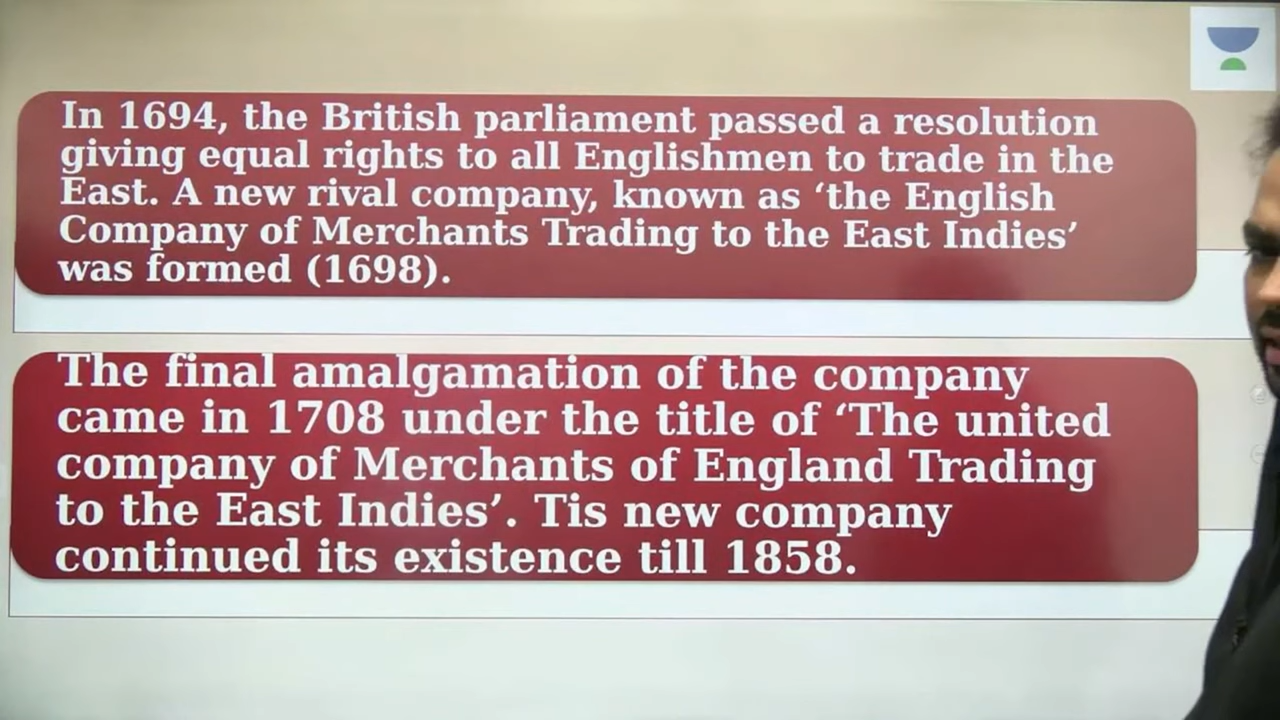 In 1694, the British parliament passed a resolution
giving equal rights to all Englishmen to trade in the
East. A new rival company, known as ‘the English
Company of Merchants Trading to the East Indies’
was formed (1698).
The final amalgamation of the company
came in 1708 under the title of ‘The united
company of Merchants of England Trading
to the East Indies’. Tis new company
continued its existence till 1858.